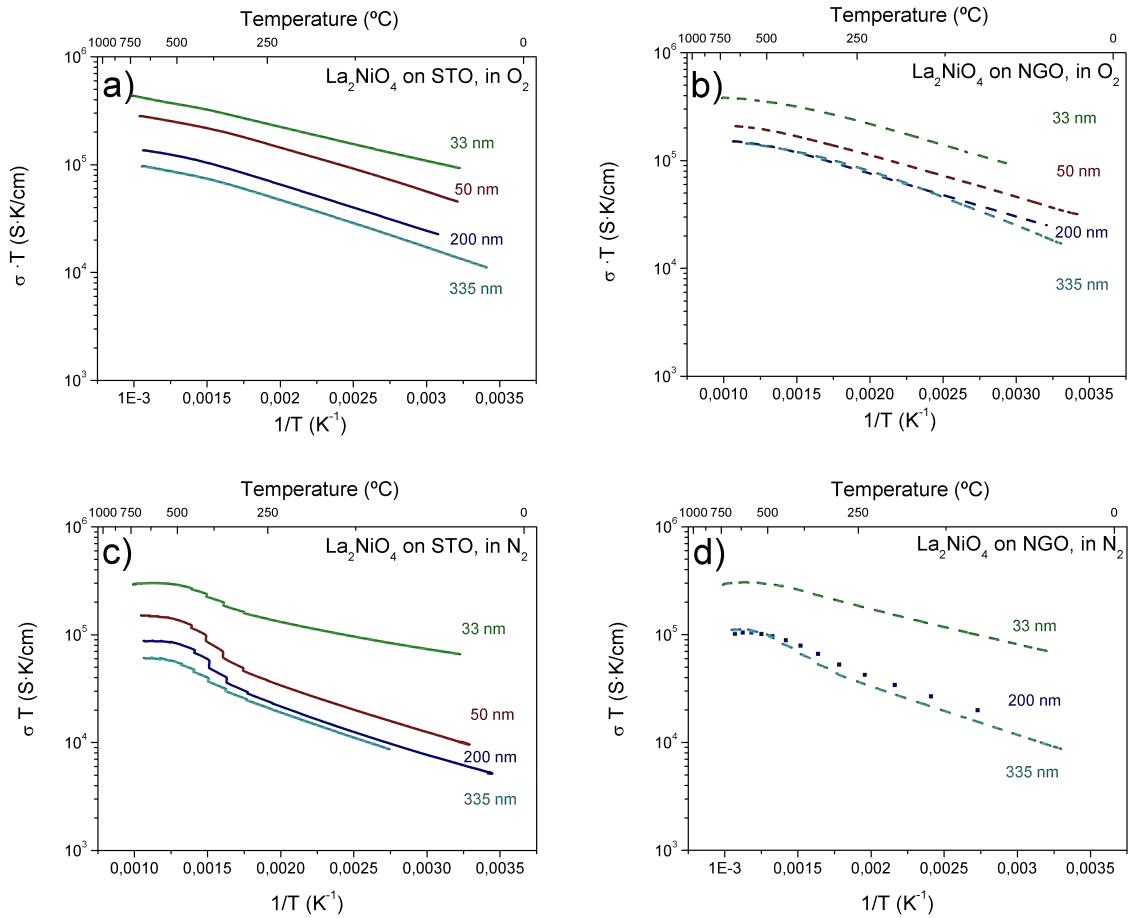 Temperature (ºC)
1000 750 500 250 0
a)
La₂NiO₄ on STO, in O₂
10⁶
10⁵
10⁴
10³
σ ·T (S·K/cm)
33 nm
50 nm
200 nm
335 nm
1E-3 0,0015 0,002 0,0025 0,003 0,0035
1/T (K⁻¹)
Temperature (ºC)
1000 750 500 250 0
b)
La₂NiO₄ on NGO, in O₂
10⁶
10⁵
10⁴
10³
σ ·T (S·K/cm)
33 nm
50 nm
200 nm
335 nm
0,0010 0,0015 0,0020 0,0025 0,0030 0,0035
1/T (K⁻¹)
Temperature (ºC)
1000 750 500 250 0
c)
La₂NiO₄ on STO, in N₂
10⁶
10⁵
10⁴
10³
σ T (S·K/cm)
33 nm
50 nm
200 nm
335 nm
0,0010 0,0015 0,0020 0,0025 0,0030 0,0035
1/T (K⁻¹)
Temperature (ºC)
1000 750 500 250 0
d)
La₂NiO₄ on NGO, in N₂
10⁶
10⁵
10⁴
10³
σ T (S·K/cm)
33 nm
200 nm
335 nm
1E-3 0,0015 0,002 0,0025 0,003 0,0035
1/T (K⁻¹)